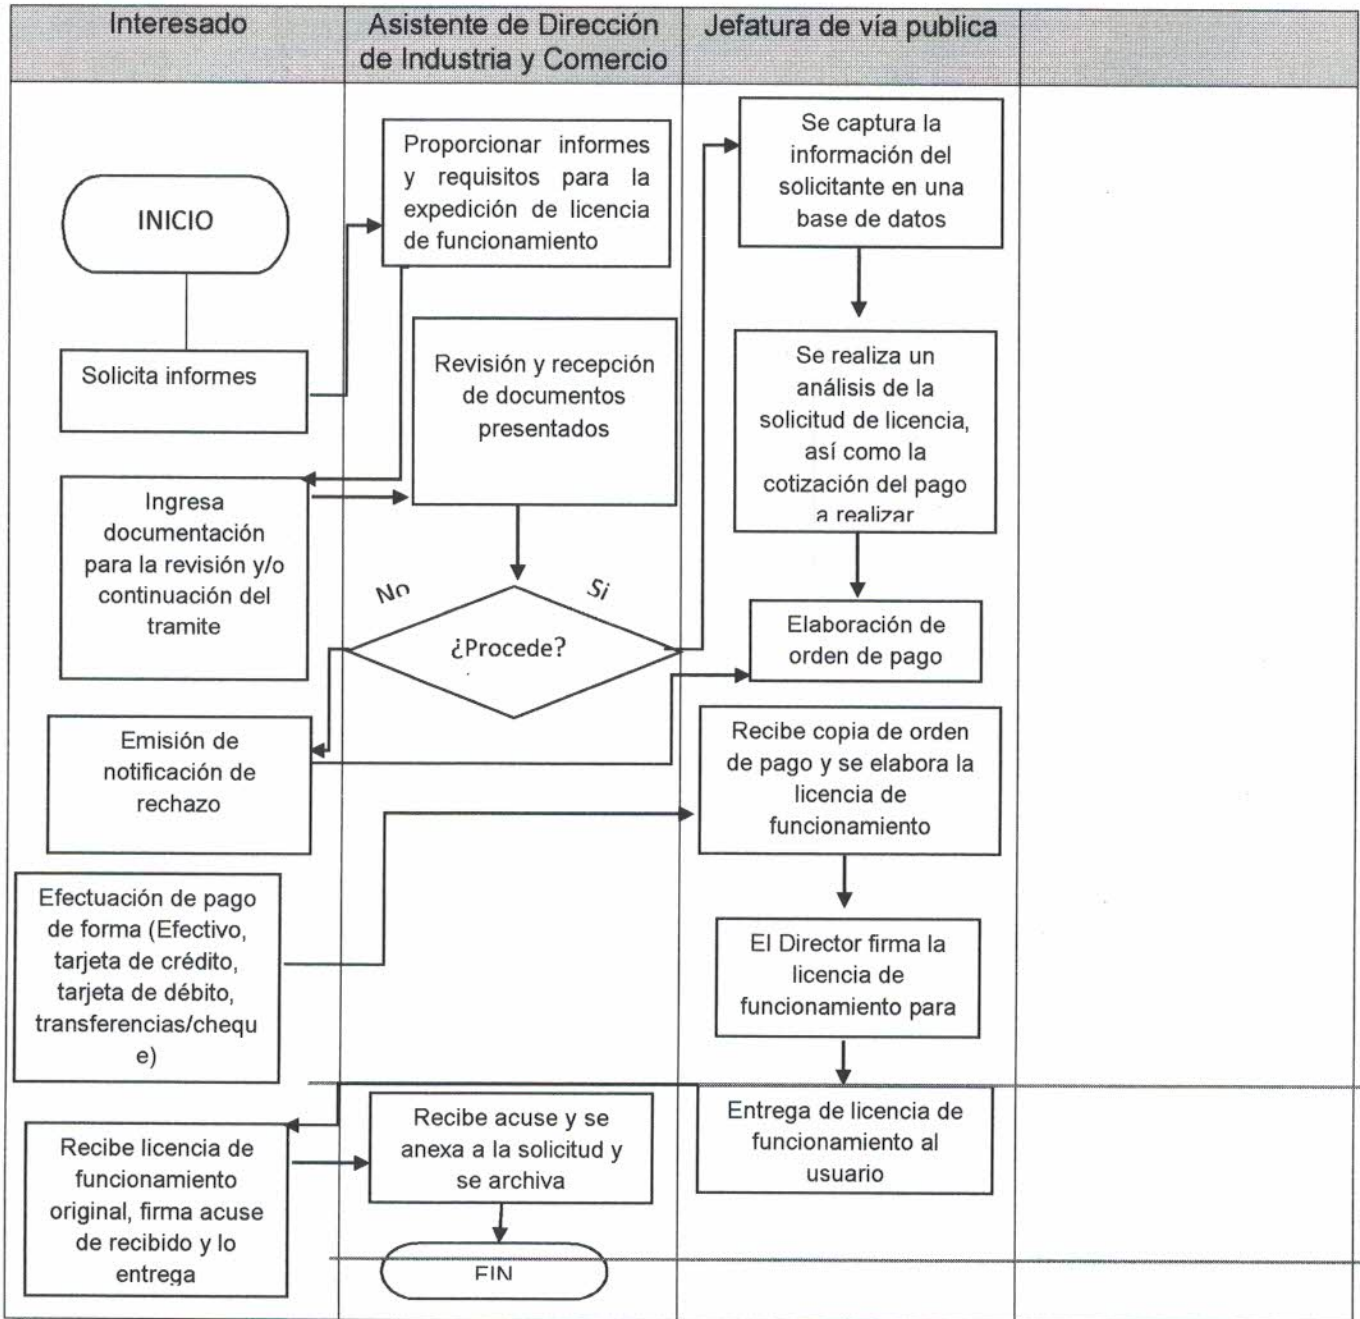 Interesado
Asistente de Dirección
de Industria y Comercio
Jefatura de vía publica
INICIO
Solicita informes
Ingresa
documentación
para la revisión y/o
continuación del
tramite
Emisión de
notificación de
rechazo
Efectuación de pago
de forma (Efectivo,
tarjeta de crédito,
tarjeta de débito,
transferencias/chequ
e)
Recibe licencia de
funcionamiento
original, firma acuse
de recibido y lo
entrega
Proporcionar informes
y requisitos para la
expedición de licencia
de funcionamiento
Revisión y recepción
de documentos
presentados
No
Si
¿Procede?
Recibe acuse y se
anexa a la solicitud y
se archiva
FIN
Se captura la
información del
solicitante en una
base de datos
Se realiza un
análisis de la
solicitud de licencia,
así como la
cotización del pago
a realizar
Elaboración de
orden de pago
Recibe copia de orden
de pago y se elabora la
licencia de
funcionamiento
El Director firma la
licencia de
funcionamiento para
Entrega de licencia de
funcionamiento al
usuario